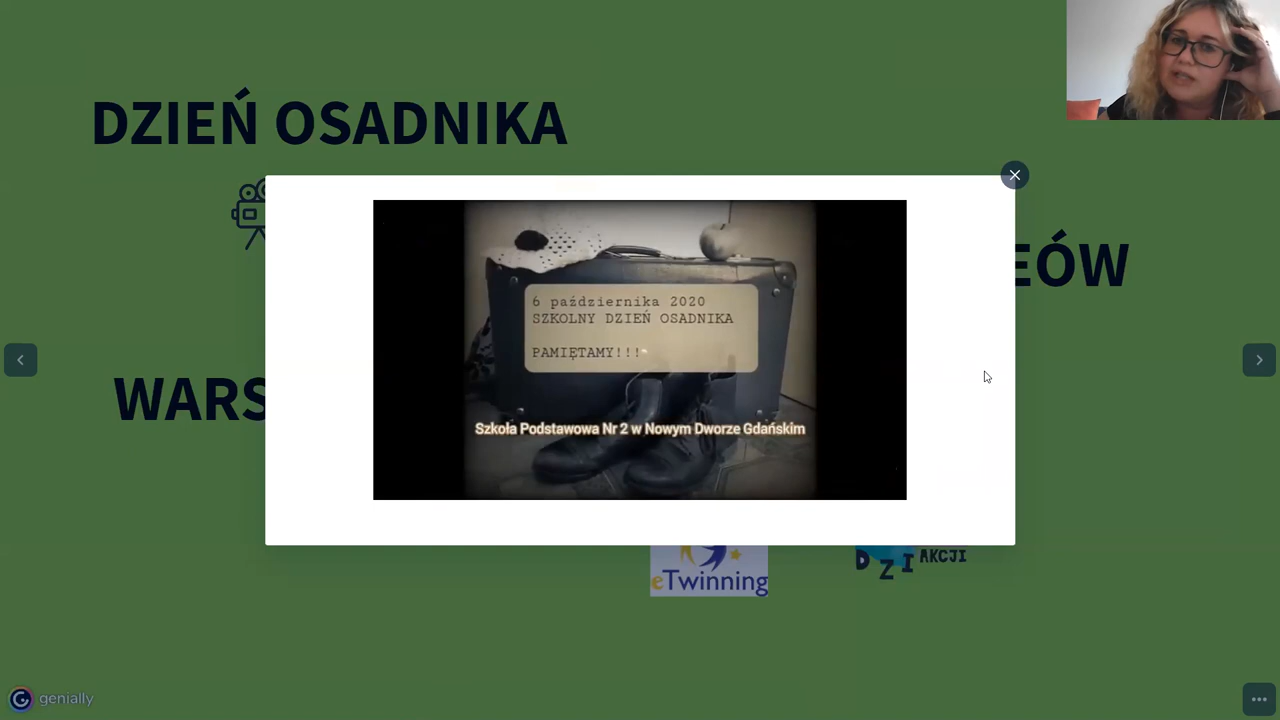 DZIEŃ OSADNIKA
EÓW
6 października 2020
SZKOLNY DZIEŃ OSADNIKA
PAMIĘTAMY!!!
WARS
Szkoła Podstawowa Nr 2 w Nowym Dworze Gdańskim
eTwinning
DZI AKCJI
genially